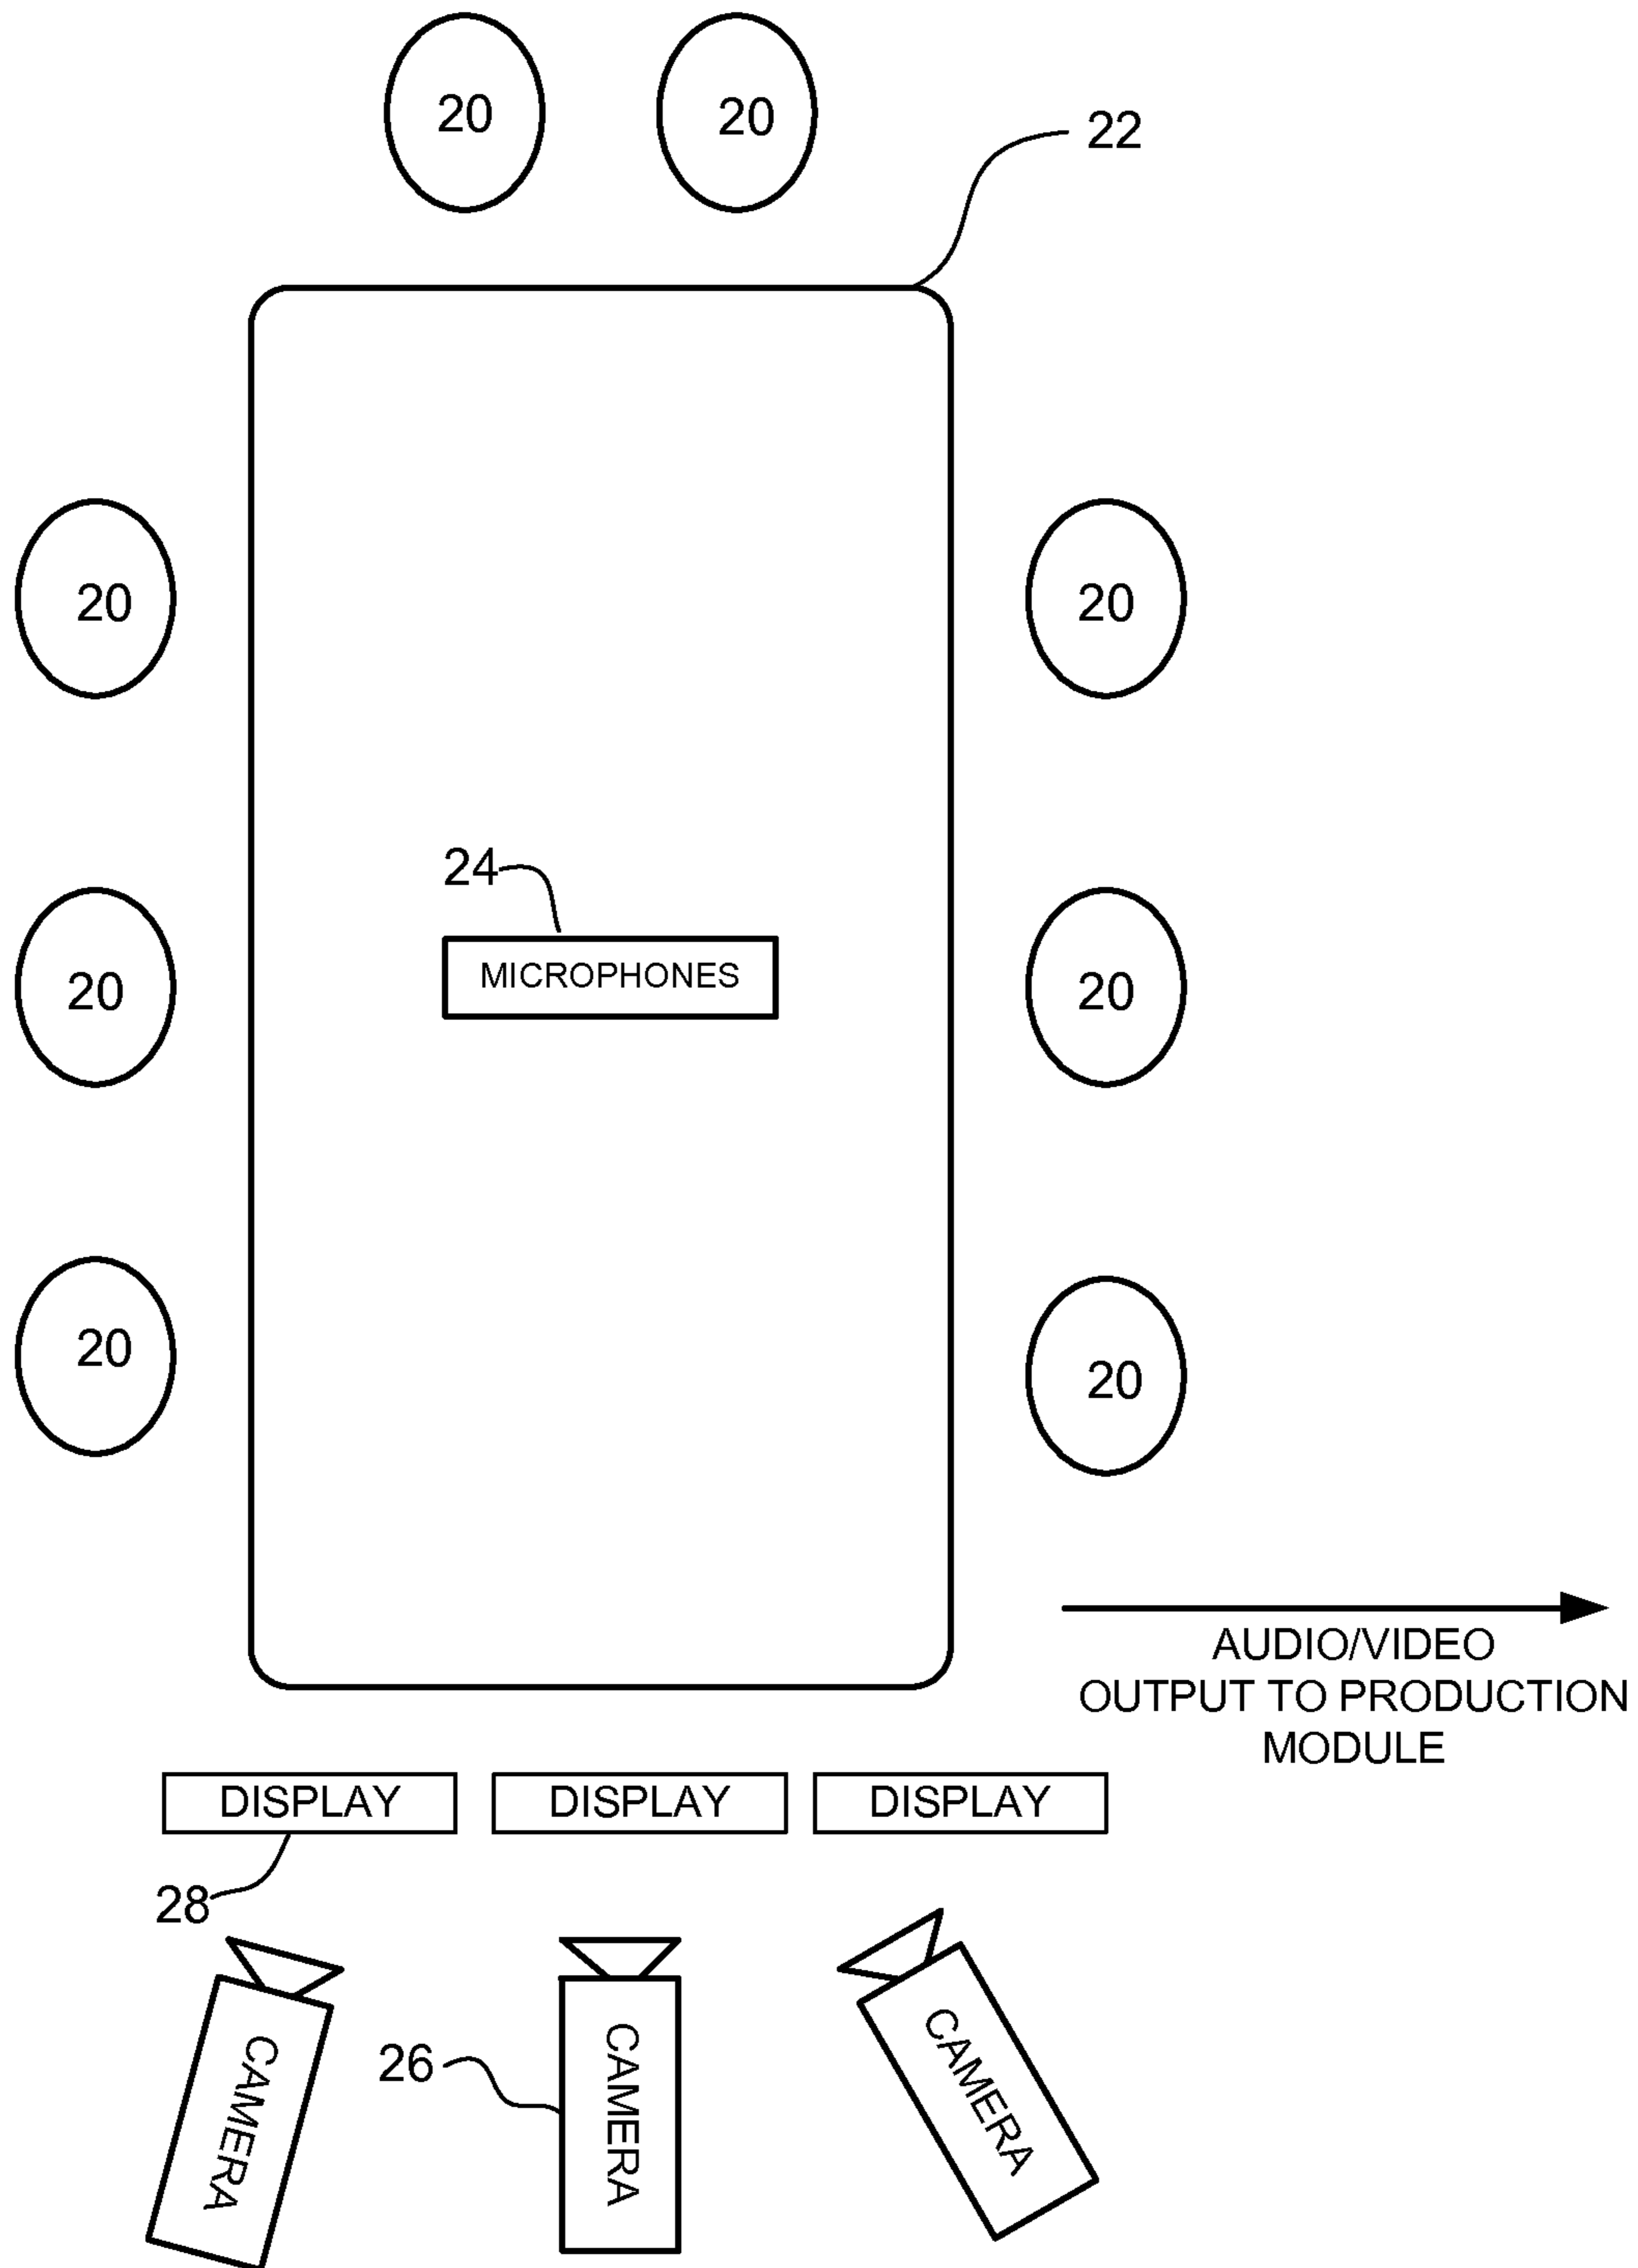 20
20
22
20
20
24
MICROPHONES
20
20
20
20
AUDIO/VIDEO
OUTPUT TO PRODUCTION
MODULE
DISPLAY
DISPLAY
DISPLAY
28
CAMERA
26
CAMERA
CAMERA